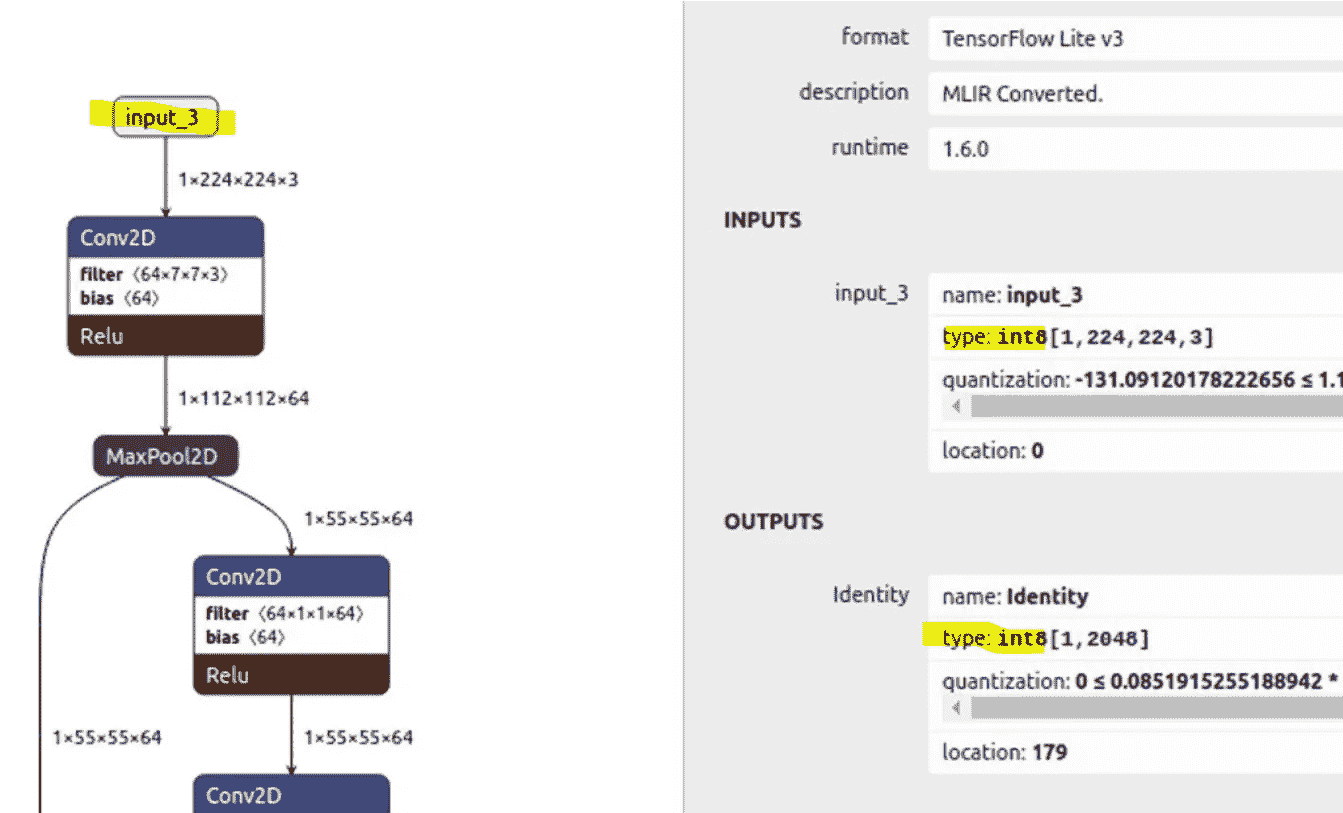 input_3
1×224×224×3
Conv2D
filter ⟨64×7×7×3⟩
bias ⟨64⟩
Relu
1×112×112×64
MaxPool2D
1×55×55×64
Conv2D
filter ⟨64×1×1×64⟩
bias ⟨64⟩
Relu
1×55×55×64
1×55×55×64
Conv2D
format TensorFlow Lite v3
description MLIR Converted.
runtime 1.6.0
INPUTS
input_3 name: input_3
type: int8[1,224,224,3]
quantization: -131.09120178222656 ≤ 1.1
location: 0
OUTPUTS
Identity name: Identity
type: int8[1,2048]
quantization: 0 ≤ 0.0851915255188942 *
location: 179